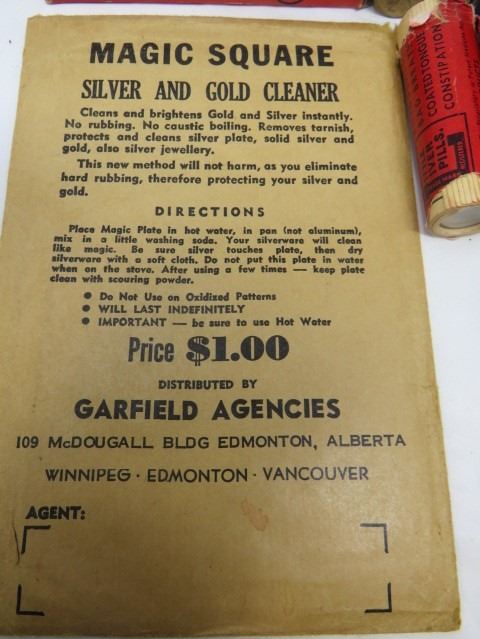 MAGIC SQUARE
SILVER AND GOLD CLEANER
Cleans and brightens Gold and Silver instantly.
No rubbing. No caustic boiling. Removes tarnish,
protects and cleans silver plate, solid silver and
gold, also silver jewellery.
This new method will not harm, as you eliminate
hard rubbing, therefore protecting your silver and
gold.
DIRECTIONS
Place Magic Plate in hot water, in pan (not aluminum),
mix in a little washing soda. Your silverware will clean
like magic. Be sure silver touches plate, then dry
silverware with a soft cloth. Do not put this plate in water
when on the stove. After using a few times — keep plate
clean with scouring powder.
● Do Not Use on Oxidized Patterns
● WILL LAST INDEFINITELY
● IMPORTANT — be sure to use Hot Water
Price $1.00
DISTRIBUTED BY
GARFIELD AGENCIES
109 McDOUGALL BLDG EDMONTON, ALBERTA
WINNIPEG · EDMONTON · VANCOUVER
AGENT:
COATED TONGUE
CONSTIPATION
LIVER
PILLS.